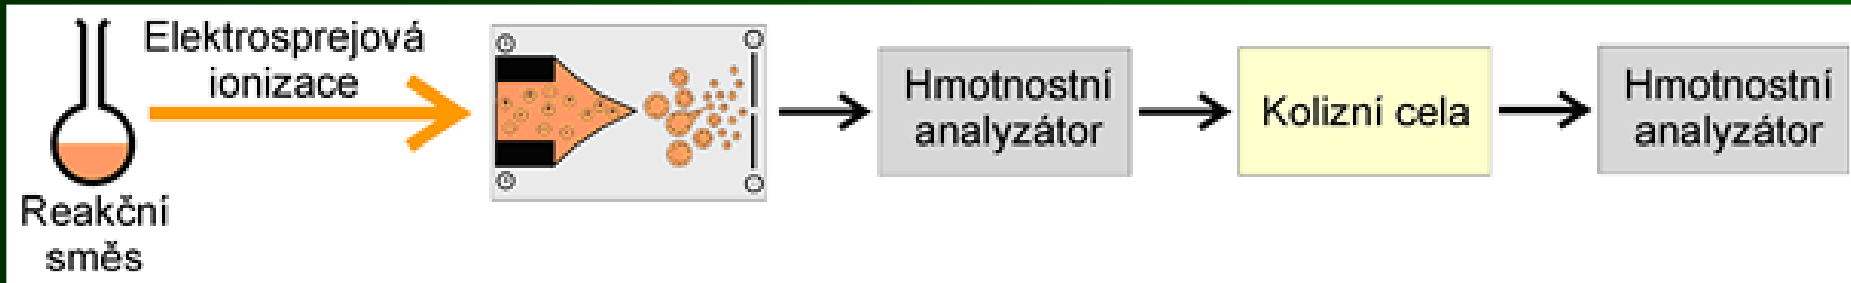 Elektrosprejová
ionizace
Reakční
směs
Hmotnostní
analyzátor
Kolizní cela
Hmotnostní
analyzátor